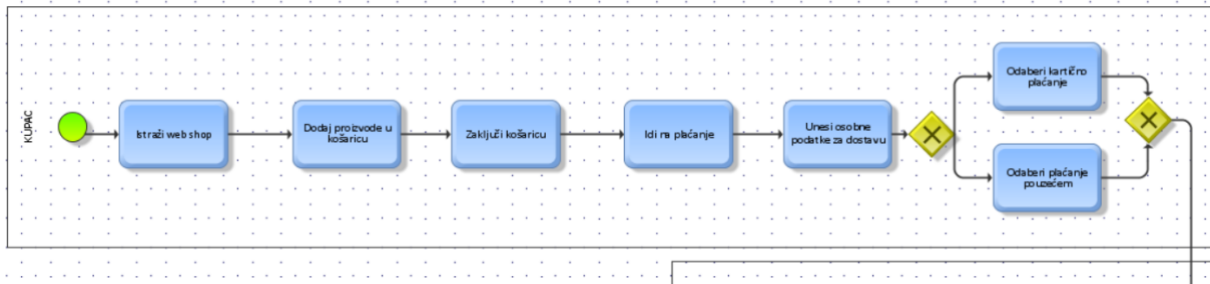 KUPAC
Istraži web shop
Dodaj proizvode u
košaricu
Zaključi košaricu
Idi na plaćanje
Unesi osobne
podatke za dostavu
Odaberi kartično
plaćanje
Odaberi plaćanje
pouzećem